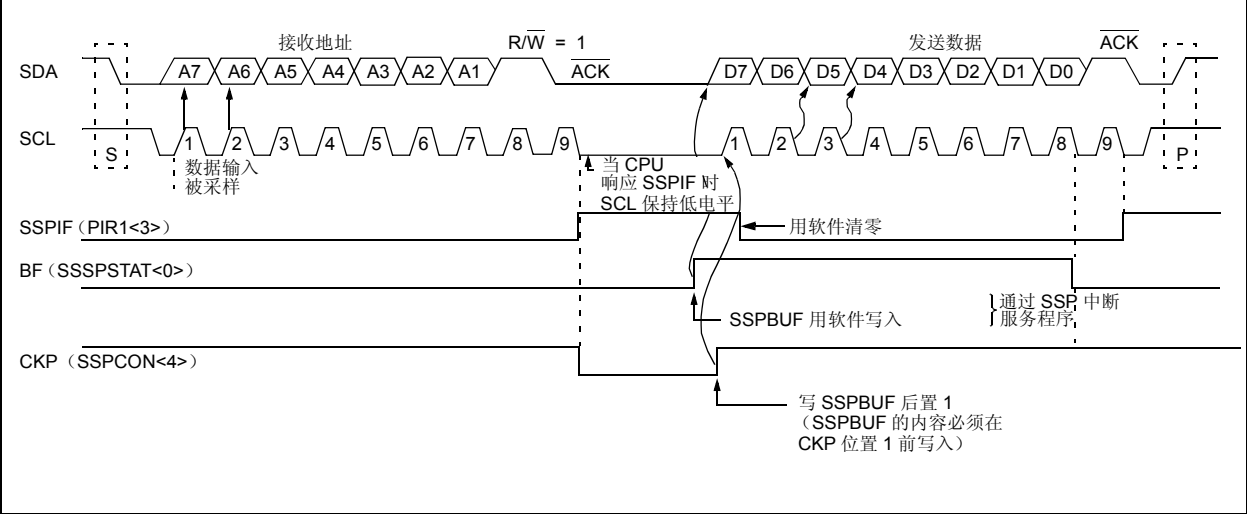 接收地址 R/W = 1 发送数据 ACK
SDA A7 A6 A5 A4 A3 A2 A1 ACK D7 D6 D5 D4 D3 D2 D1 D0
SCL S 1 2 3 4 5 6 7 8 9 1 2 3 4 5 6 7 8 9 P
数据输入
被采样
当 CPU
响应 SSPIF 时
SCL 保持低电平
SSPIF（PIR1<3>） 用软件清零
BF（SSSPSTAT<0>）
SSPBUF 用软件写入
通过 SSP 中断
服务程序
CKP（SSPCON<4>）
写 SSPBUF 后置 1
（SSPBUF 的内容必须在
CKP 位置 1 前写入）